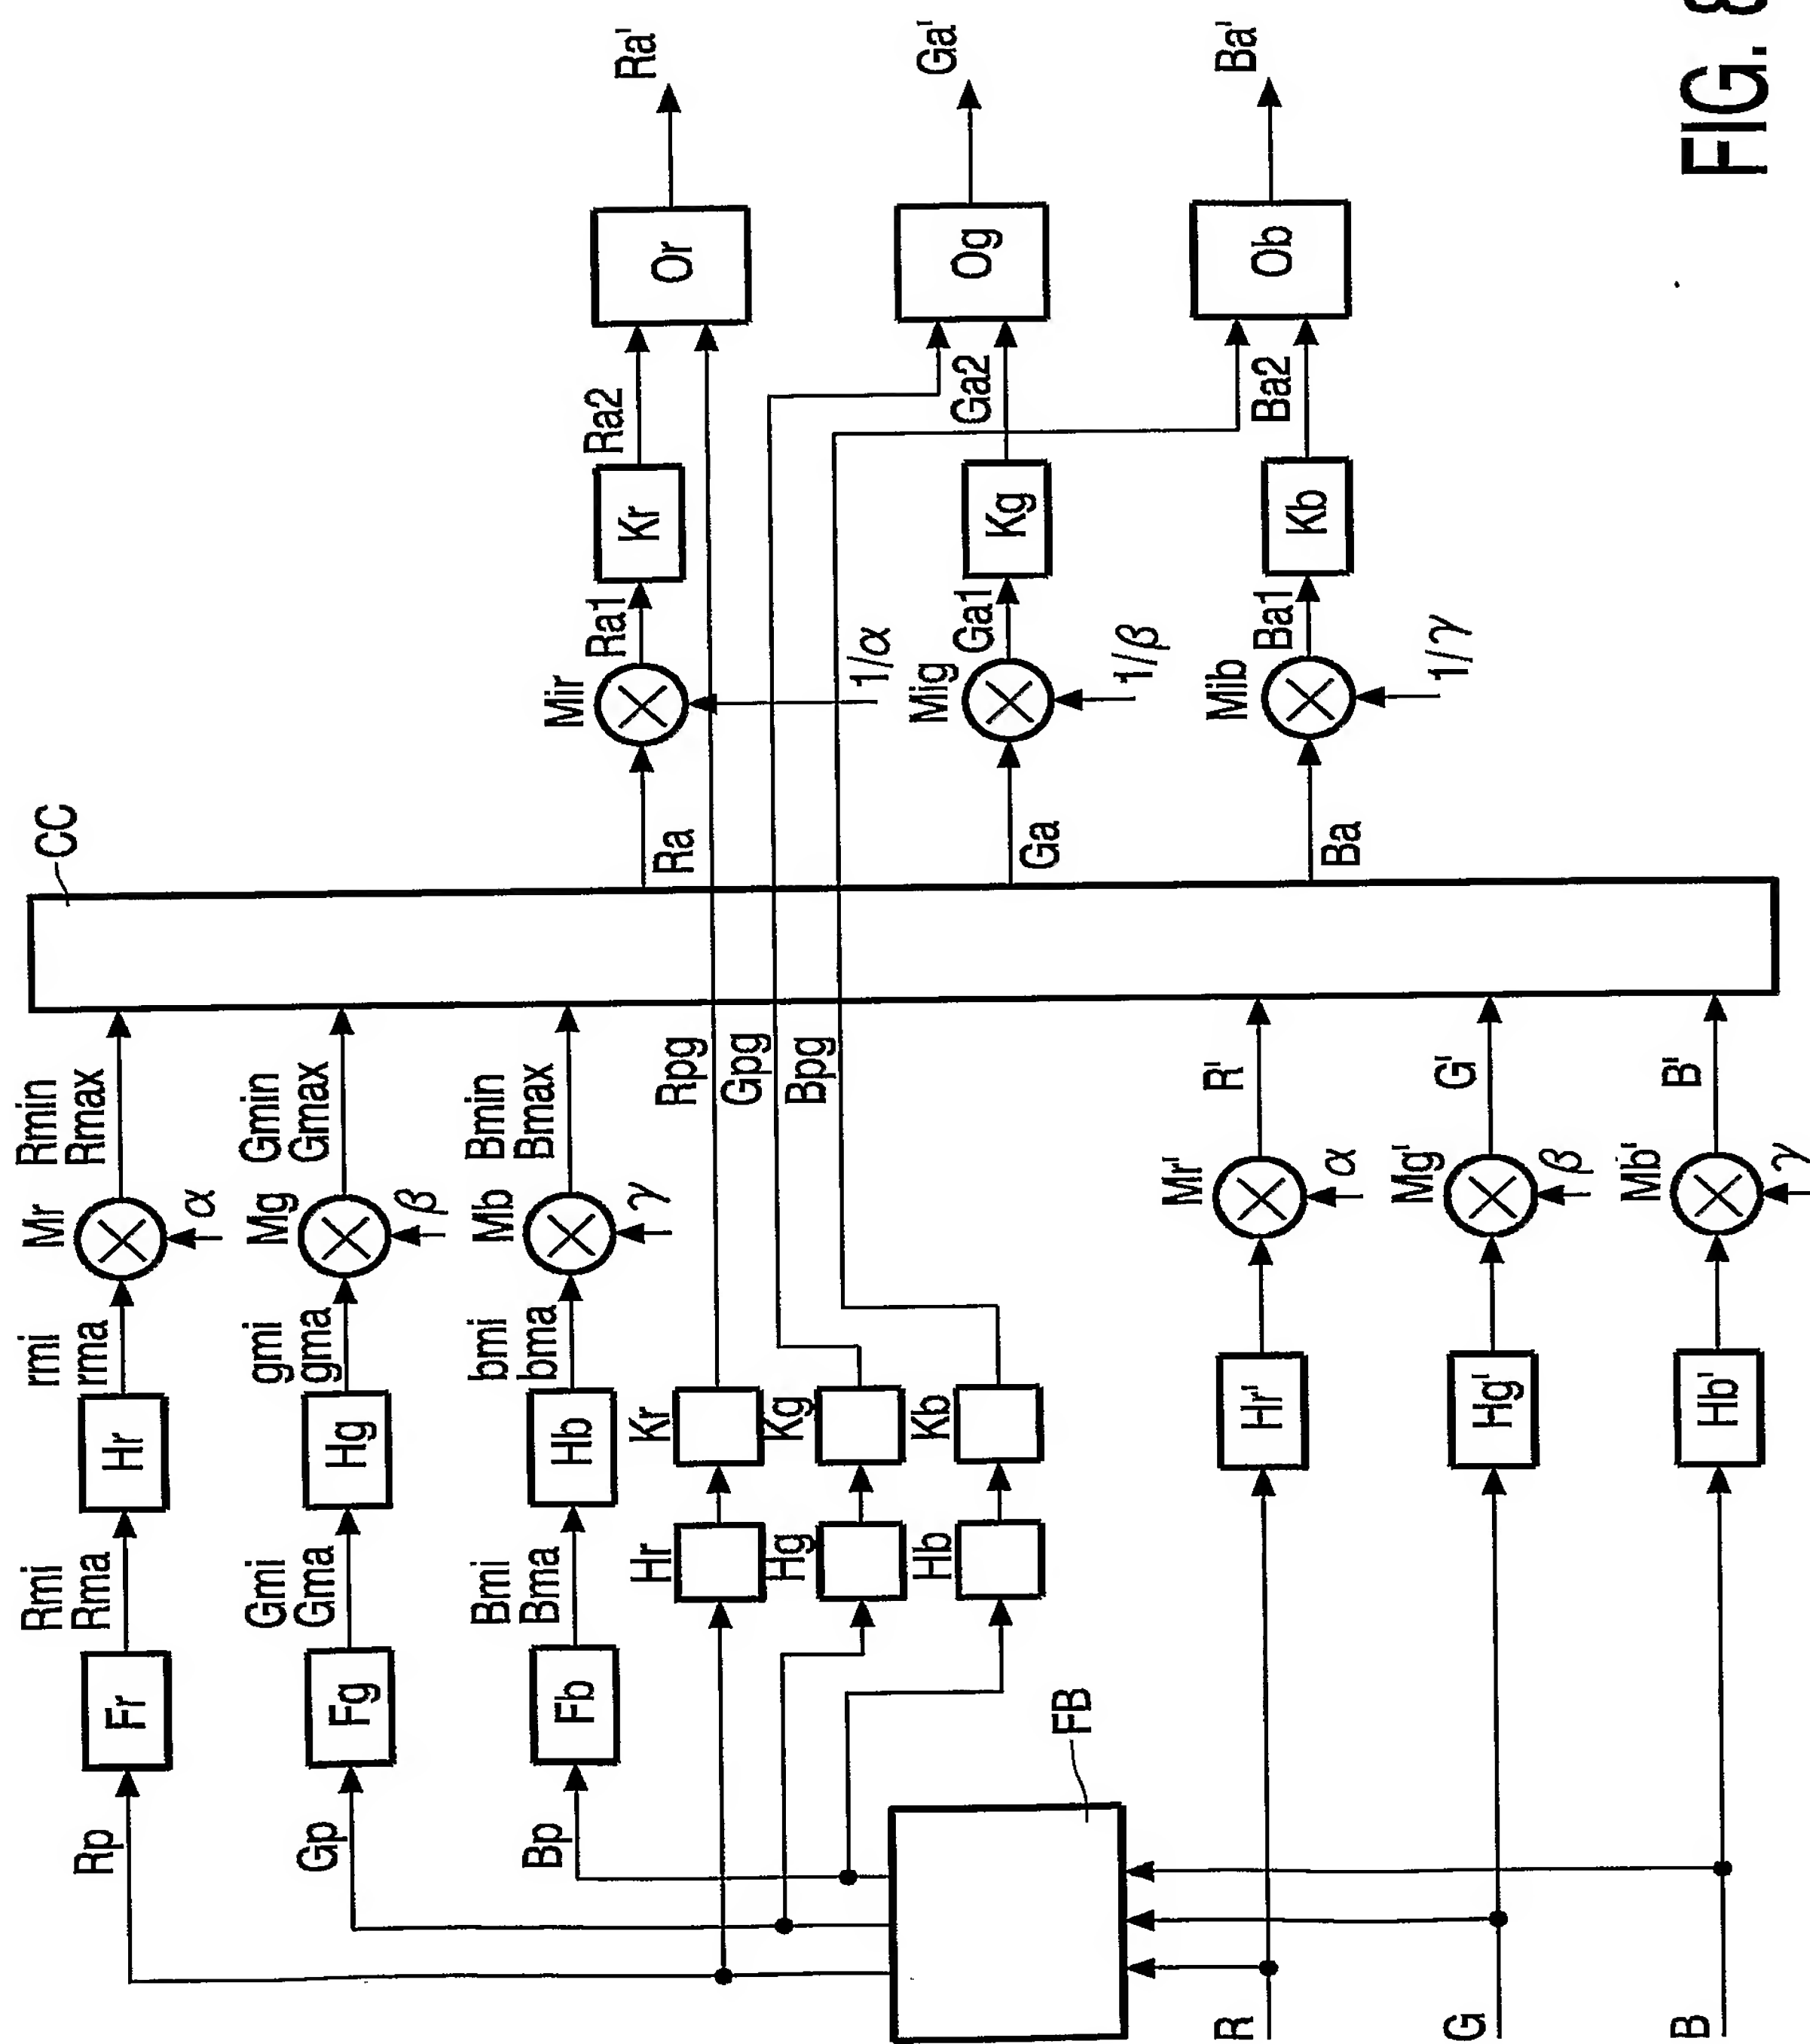 FIG. 8
CC
Rp
Fr
Rmi
Rma
Hr
rmi
rma
Mr
α
Rmin
Rmax
Gp
Fg
Gmi
Gma
Hg
gmi
gma
Mg
β
Gmin
Gmax
Bp
Fb
Bmi
Bma
Hb
bmi
bma
Mb
γ
Bmin
Bmax
Hr
Kr
Rpg
Hg
Kg
Gpg
Hb
Kb
Bpg
FB
R
Hr'
Mr'
α
R'
G
Hg'
Mg'
β
G'
B
Hb'
Mb'
γ
B'
Ra
Mir
1/α
Ra1
Kr
Ra2
Or
Ra'
Ga
Mig
1/β
Ga1
Kg
Ga2
Og
Ga'
Ba
Mib
1/γ
Ba1
Kb
Ba2
Ob
Ba'